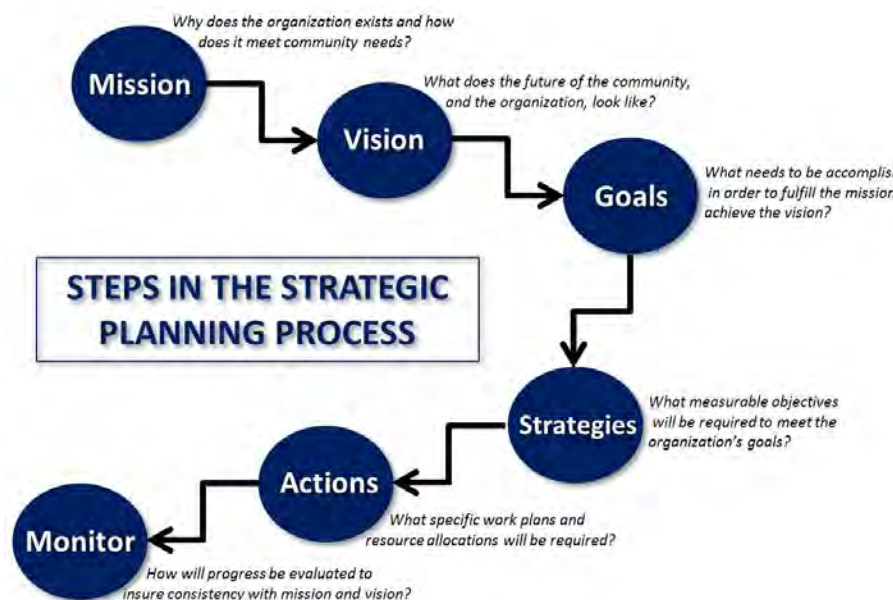 Why does the organization exists and how
does it meet community needs?
Mission
What does the future of the community,
and the organization, look like?
Vision
What needs to be
in order to fulfill the mission
achieve the vision?
Goals
STEPS IN THE STRATEGIC
PLANNING PROCESS
What measurable objectives
will be required to meet the
organization's goals?
Strategies
Actions
What specific work plans and
resource allocations will be required?
Monitor
How will progress be evaluated to
insure consistency with mission and vision?